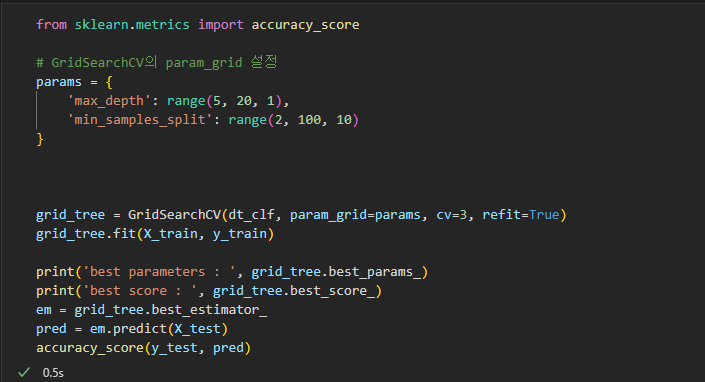 from sklearn.metrics import accuracy_score
# GridSearchCV의 param_grid 설정
params = {
'max_depth': range(5, 20, 1),
'min_samples_split': range(2, 100, 10)
}
grid_tree = GridSearchCV(dt_clf, param_grid=params, cv=3, refit=True)
grid_tree.fit(X_train, y_train)
print('best parameters : ', grid_tree.best_params_)
print('best score : ', grid_tree.best_score_)
em = grid_tree.best_estimator_
pred = em.predict(X_test)
accuracy_score(y_test, pred)
0.5s